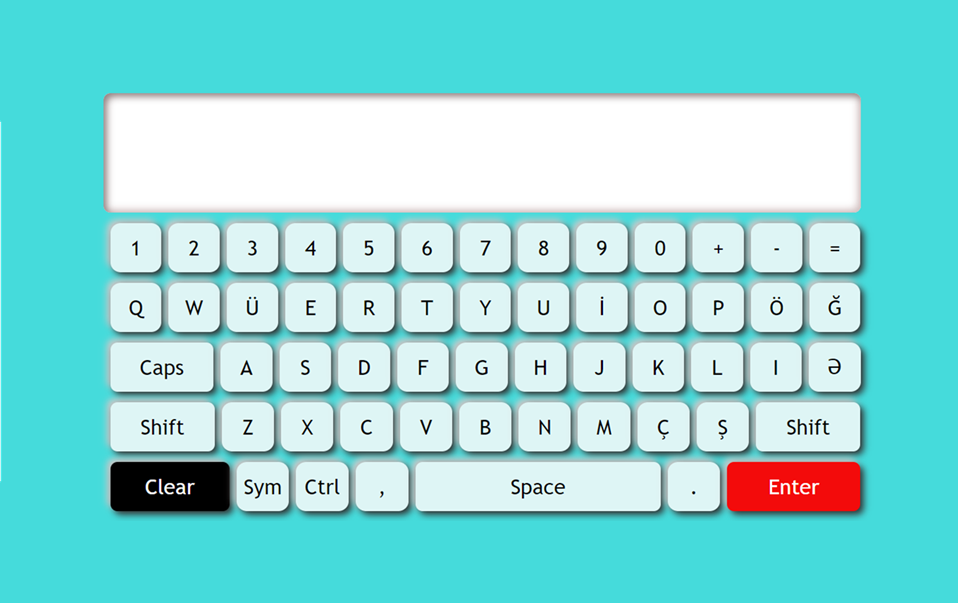 1 2 3 4 5 6 7 8 9 0 + - =
Q W Ü E R T Y U İ O P Ö Ğ
Caps A S D F G H J K L I Ə
Shift Z X C V B N M Ç Ş Shift
Clear Sym Ctrl , Space . Enter